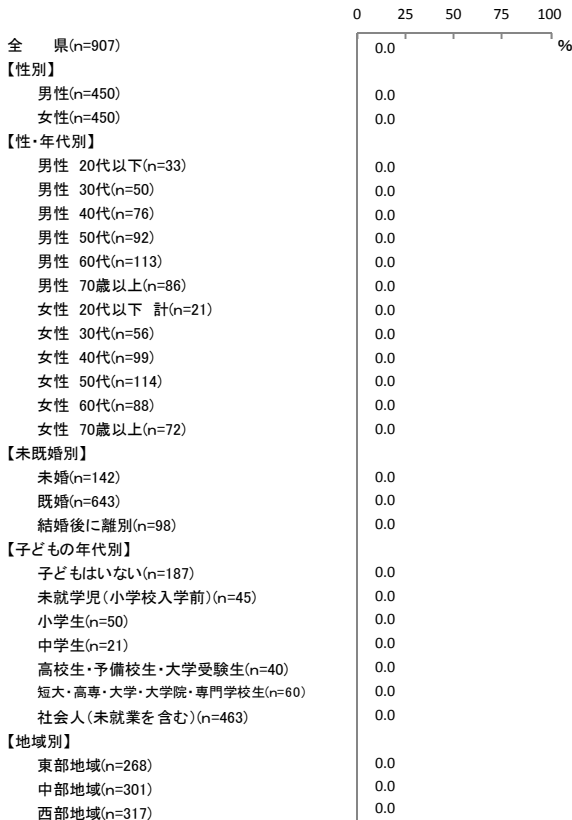 0 25 50 75 100
全　　県(n=907) 0.0 %
【性別】
男性(n=450) 0.0
女性(n=450) 0.0
【性・年代別】
男性 20代以下(n=33) 0.0
男性 30代(n=50) 0.0
男性 40代(n=76) 0.0
男性 50代(n=92) 0.0
男性 60代(n=113) 0.0
男性 70歳以上(n=86) 0.0
女性 20代以下 計(n=21) 0.0
女性 30代(n=56) 0.0
女性 40代(n=99) 0.0
女性 50代(n=114) 0.0
女性 60代(n=88) 0.0
女性 70歳以上(n=72) 0.0
【未既婚別】
未婚(n=142) 0.0
既婚(n=643) 0.0
結婚後に離別(n=98) 0.0
【子どもの年代別】
子どもはいない(n=187) 0.0
未就学児(小学校入学前)(n=45) 0.0
小学生(n=50) 0.0
中学生(n=21) 0.0
高校生・予備校生・大学受験生(n=40) 0.0
短大・高専・大学・大学院・専門学校生(n=60) 0.0
社会人(未就業を含む)(n=463) 0.0
【地域別】
東部地域(n=268) 0.0
中部地域(n=301) 0.0
西部地域(n=317) 0.0